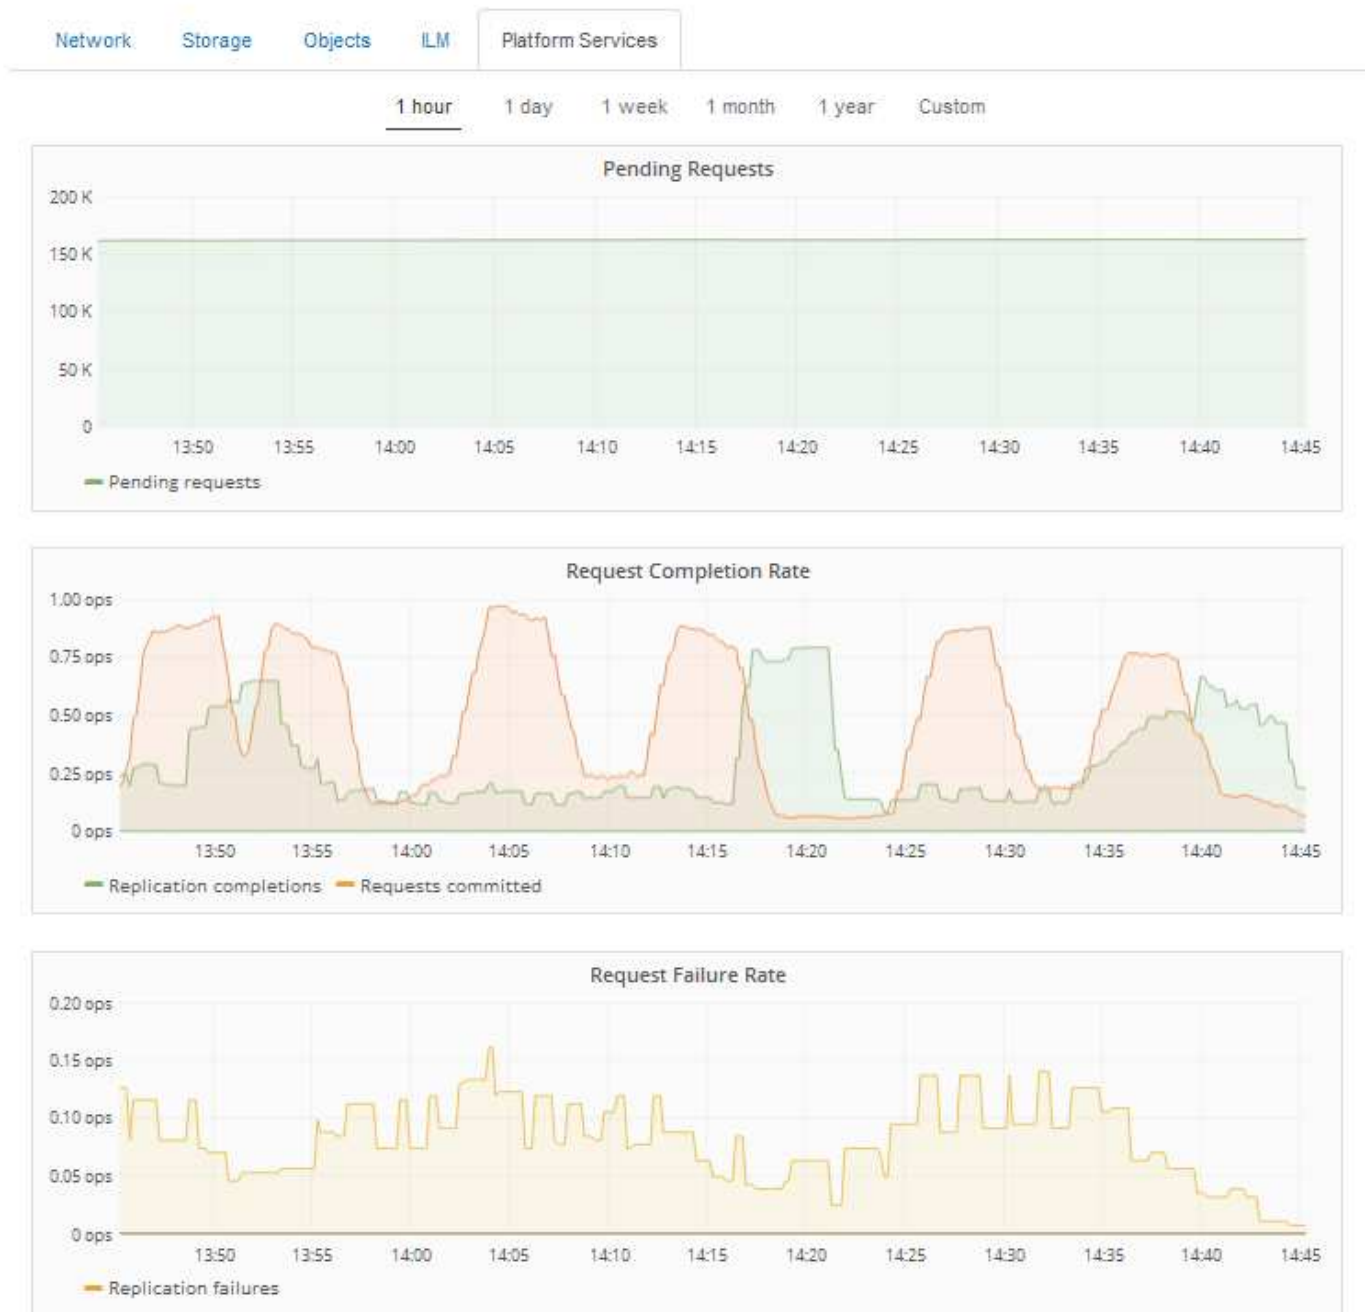 Network Storage Objects ILM Platform Services
1 hour 1 day 1 week 1 month 1 year Custom
Pending Requests
200 K
150 K
100 K
50 K
0
13:50 13:55 14:00 14:05 14:10 14:15 14:20 14:25 14:30 14:35 14:40 14:45
Pending requests
Request Completion Rate
1.00 ops
0.75 ops
0.50 ops
0.25 ops
0 ops
13:50 13:55 14:00 14:05 14:10 14:15 14:20 14:25 14:30 14:35 14:40 14:45
Replication completions Requests committed
Request Failure Rate
0.20 ops
0.15 ops
0.10 ops
0.05 ops
0 ops
13:50 13:55 14:00 14:05 14:10 14:15 14:20 14:25 14:30 14:35 14:40 14:45
Replication failures